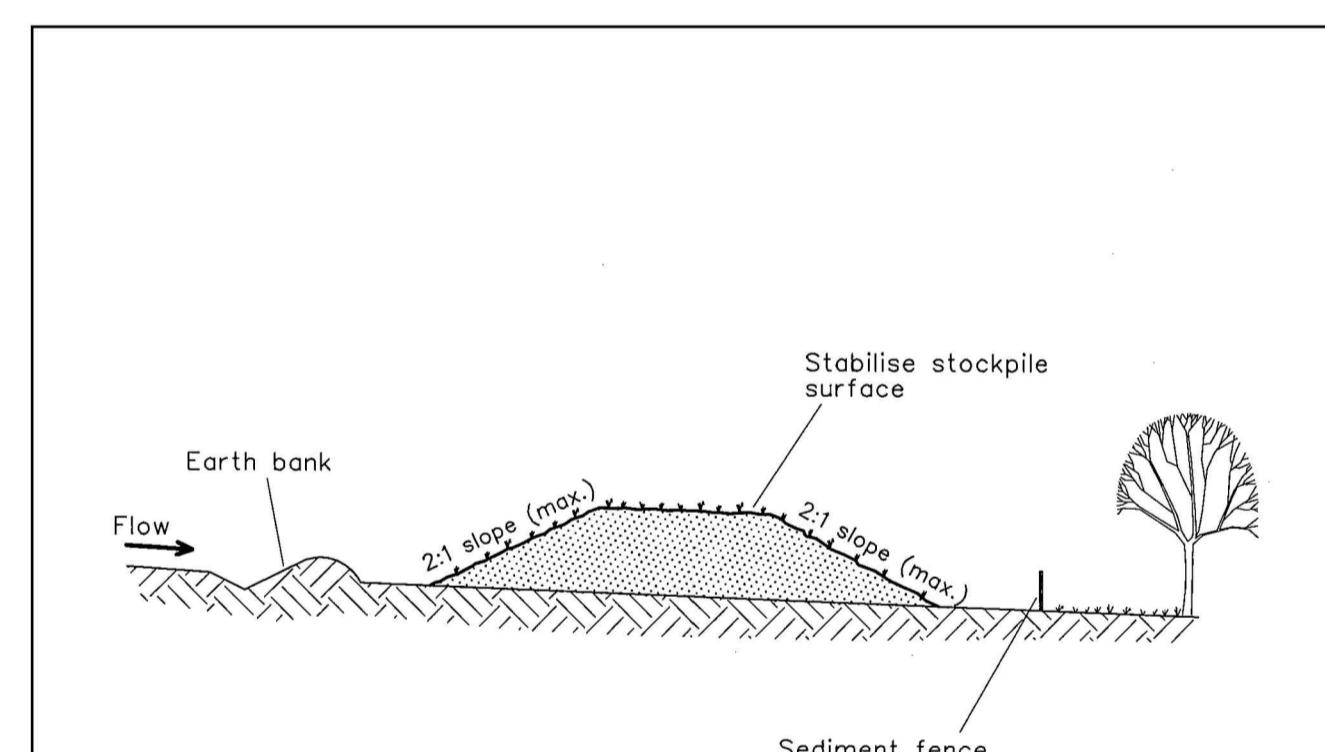 Stabilise stockpile
surface
Earth bank
Flow
2:1 slope (max.)
2:1 slope (max.)
Sediment fence